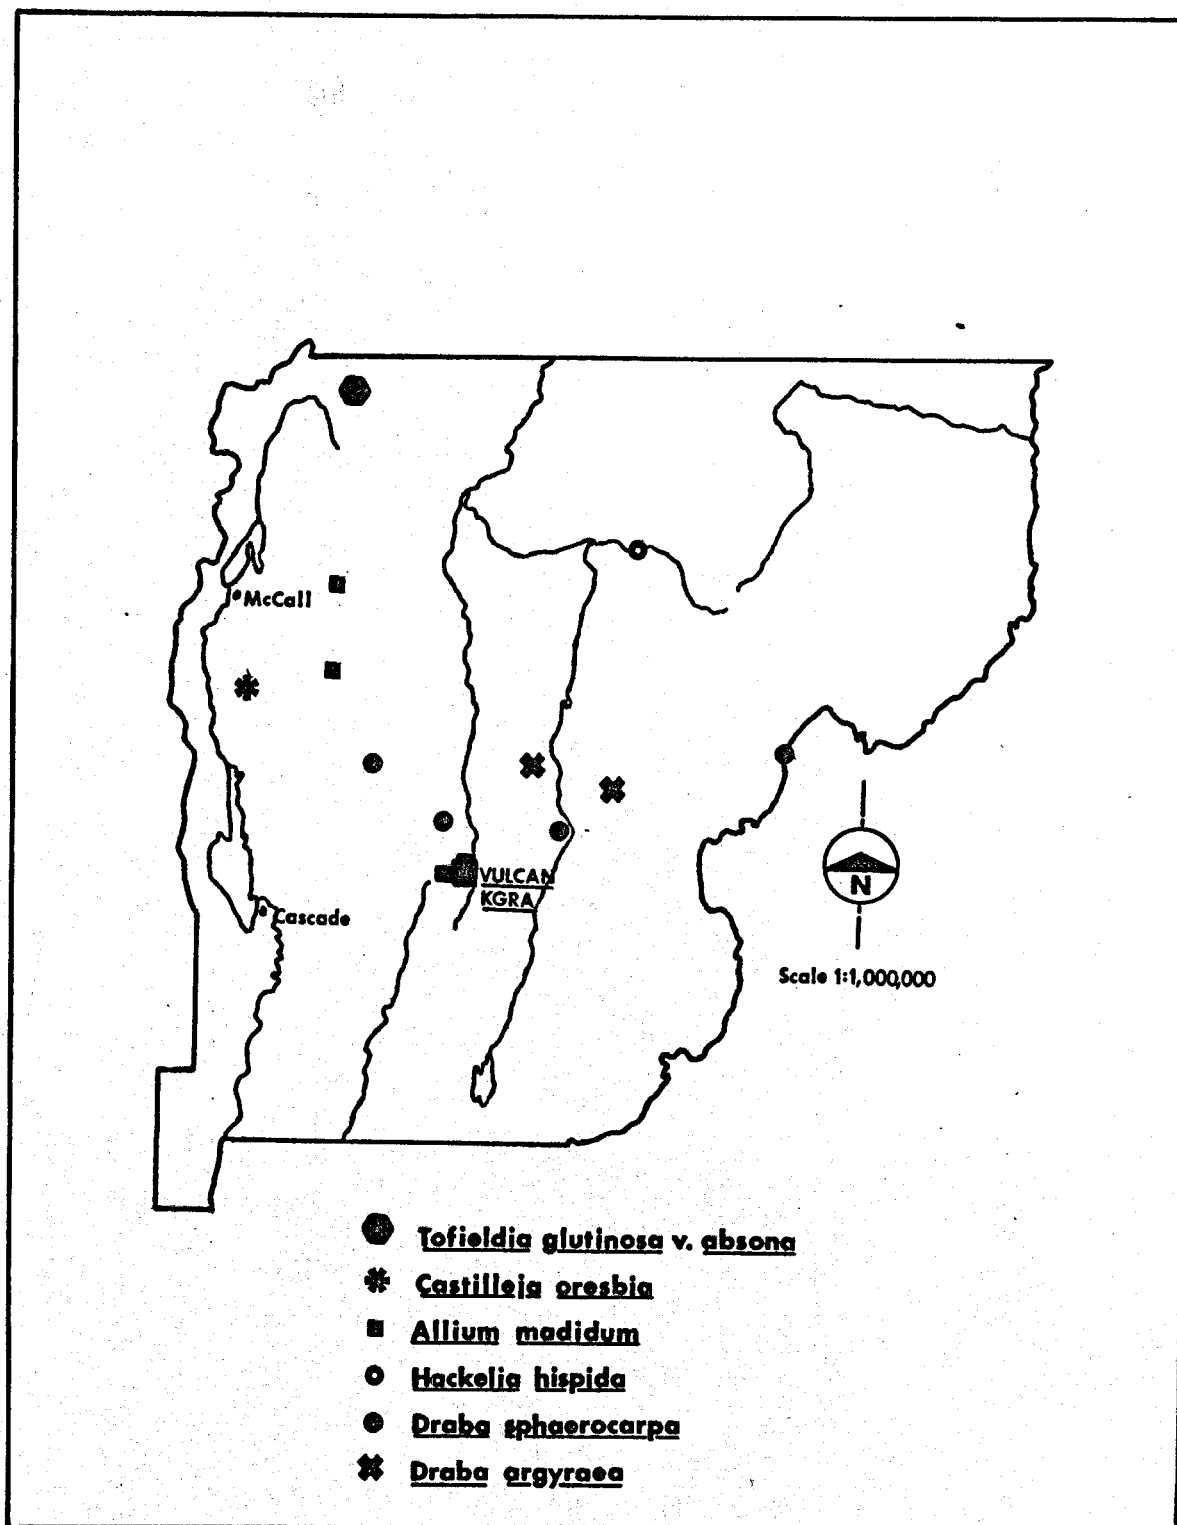 McCall
VULCAN
KGRA
Cascade
N
Scale 1:1,000,000
Tofieldia glutinosa v. absona
Castilleja oresbia
Allium madidum
Hackelia hispida
Draba sphaerocarpa
Draba argyraea